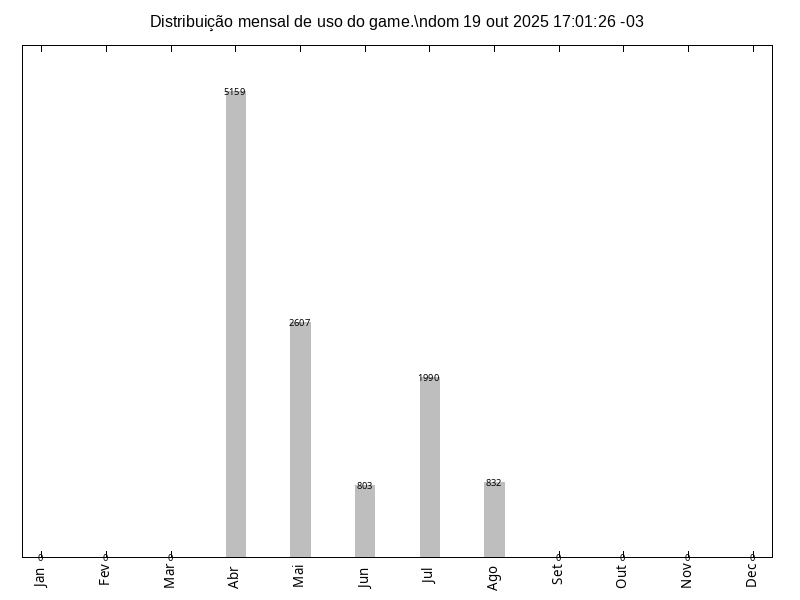 Distribuição mensal de uso do game.\ndom 19 out 2025 17:01:26 -03
5159
2607
1990
803
832
0 0 0 0 0 0 0
Jan Fev Mar Abr Mai Jun Jul Ago Set Out Nov Dec